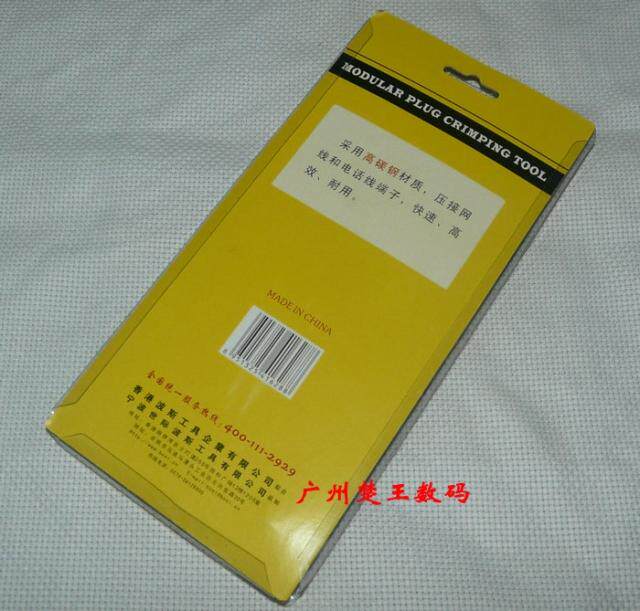 MODULAR PLUG CRIMPING TOOL
采用高碳钢材质，压接网
线和电话线端子，快速、高
效、耐用。
MADE IN CHINA
全国统一服务热线：400-111-2929
香港波斯工具企业有限公司
宁波世际波斯工具有限公司
广州楚王数码